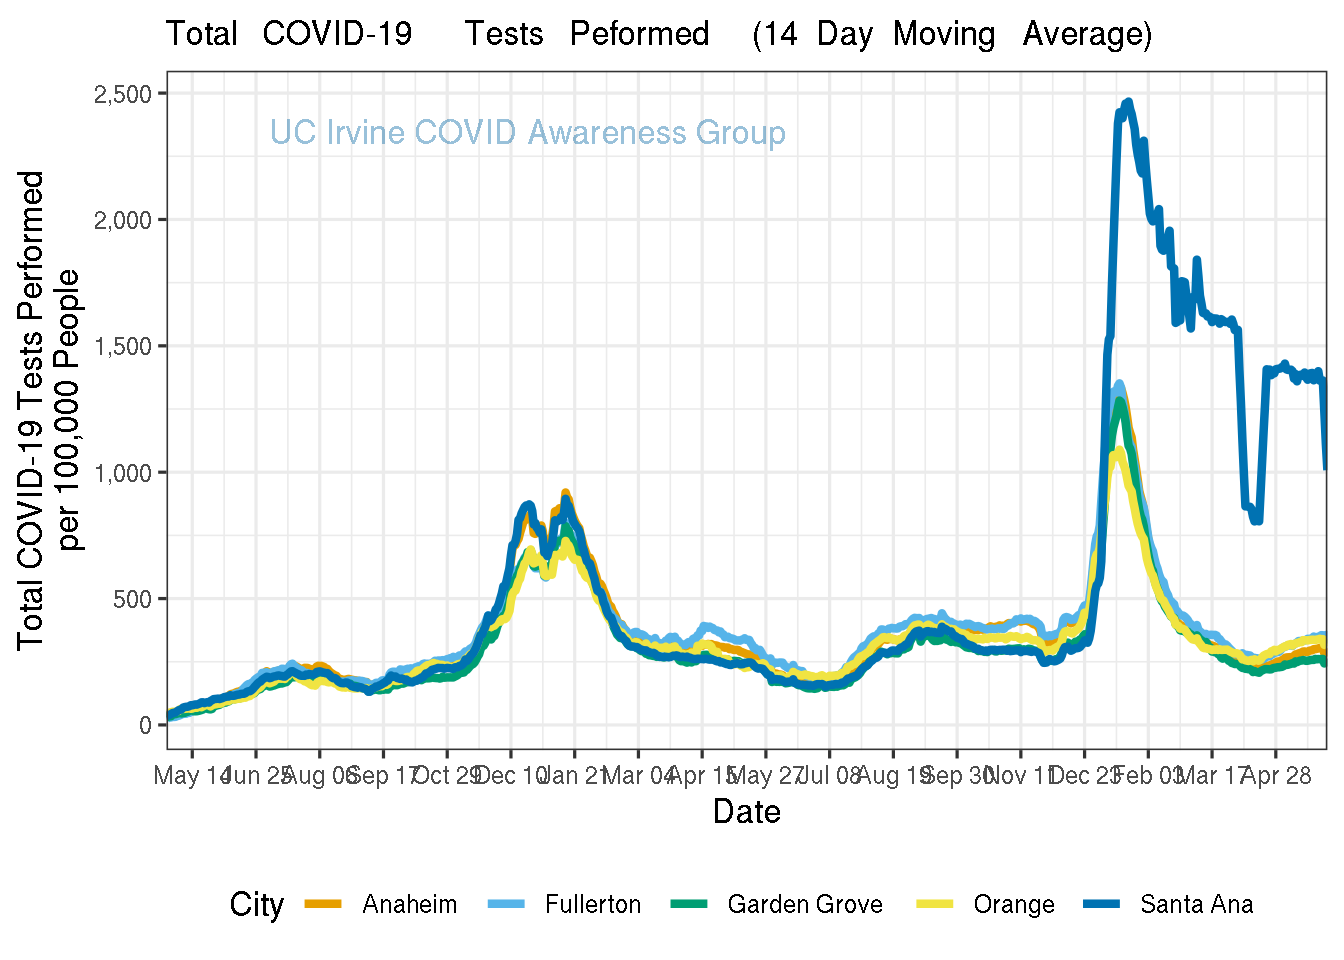 Total COVID-19 Tests Peformed (14 Day Moving Average)
UC Irvine COVID Awareness Group
Total COVID-19 Tests Performed
per 100,000 People
2,500
2,000
1,500
1,000
500
0
May 14 Jun 25 Aug 06 Sep 17 Oct 29 Dec 10 Jan 21 Mar 04 Apr 15 May 27 Jul 08 Aug 19 Sep 30 Nov 11 Dec 23 Feb 03 Mar 17 Apr 28
Date
City Anaheim Fullerton Garden Grove Orange Santa Ana